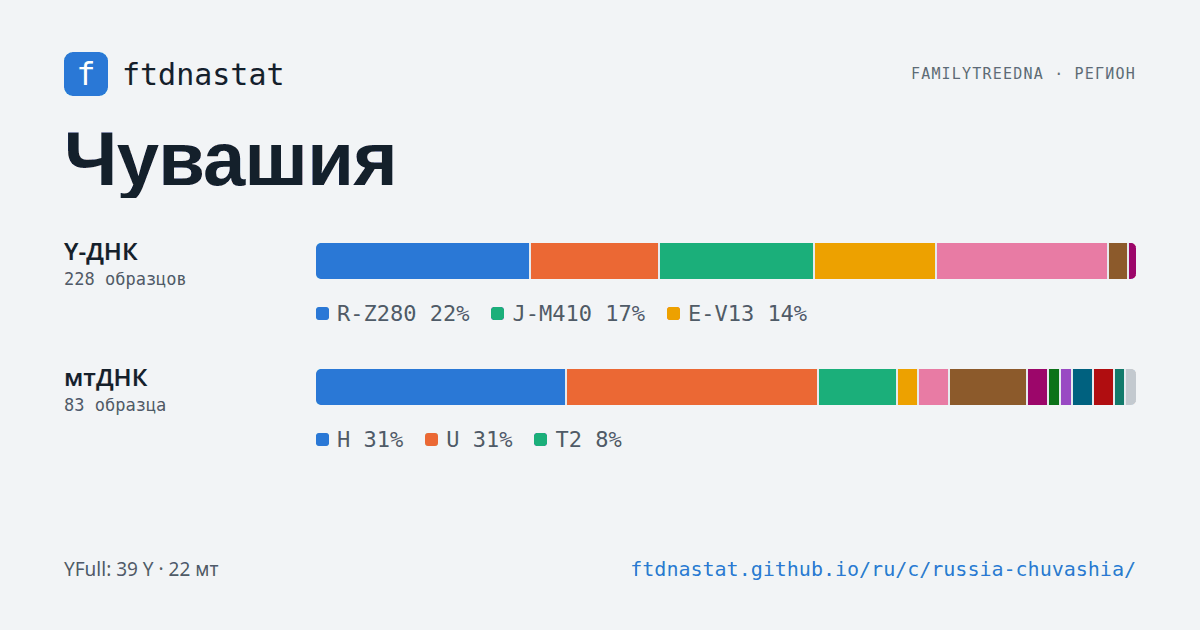 f ftdnastat
FAMILYTREEDNA · РЕГИОН
Чувашия
Y-ДНК
228 образцов
R-Z280 22% J-M410 17% E-V13 14%
мтДНК
83 образца
H 31% U 31% T2 8%
YFull: 39 Y · 22 мт
ftdnastat.github.io/ru/c/russia-chuvashia/